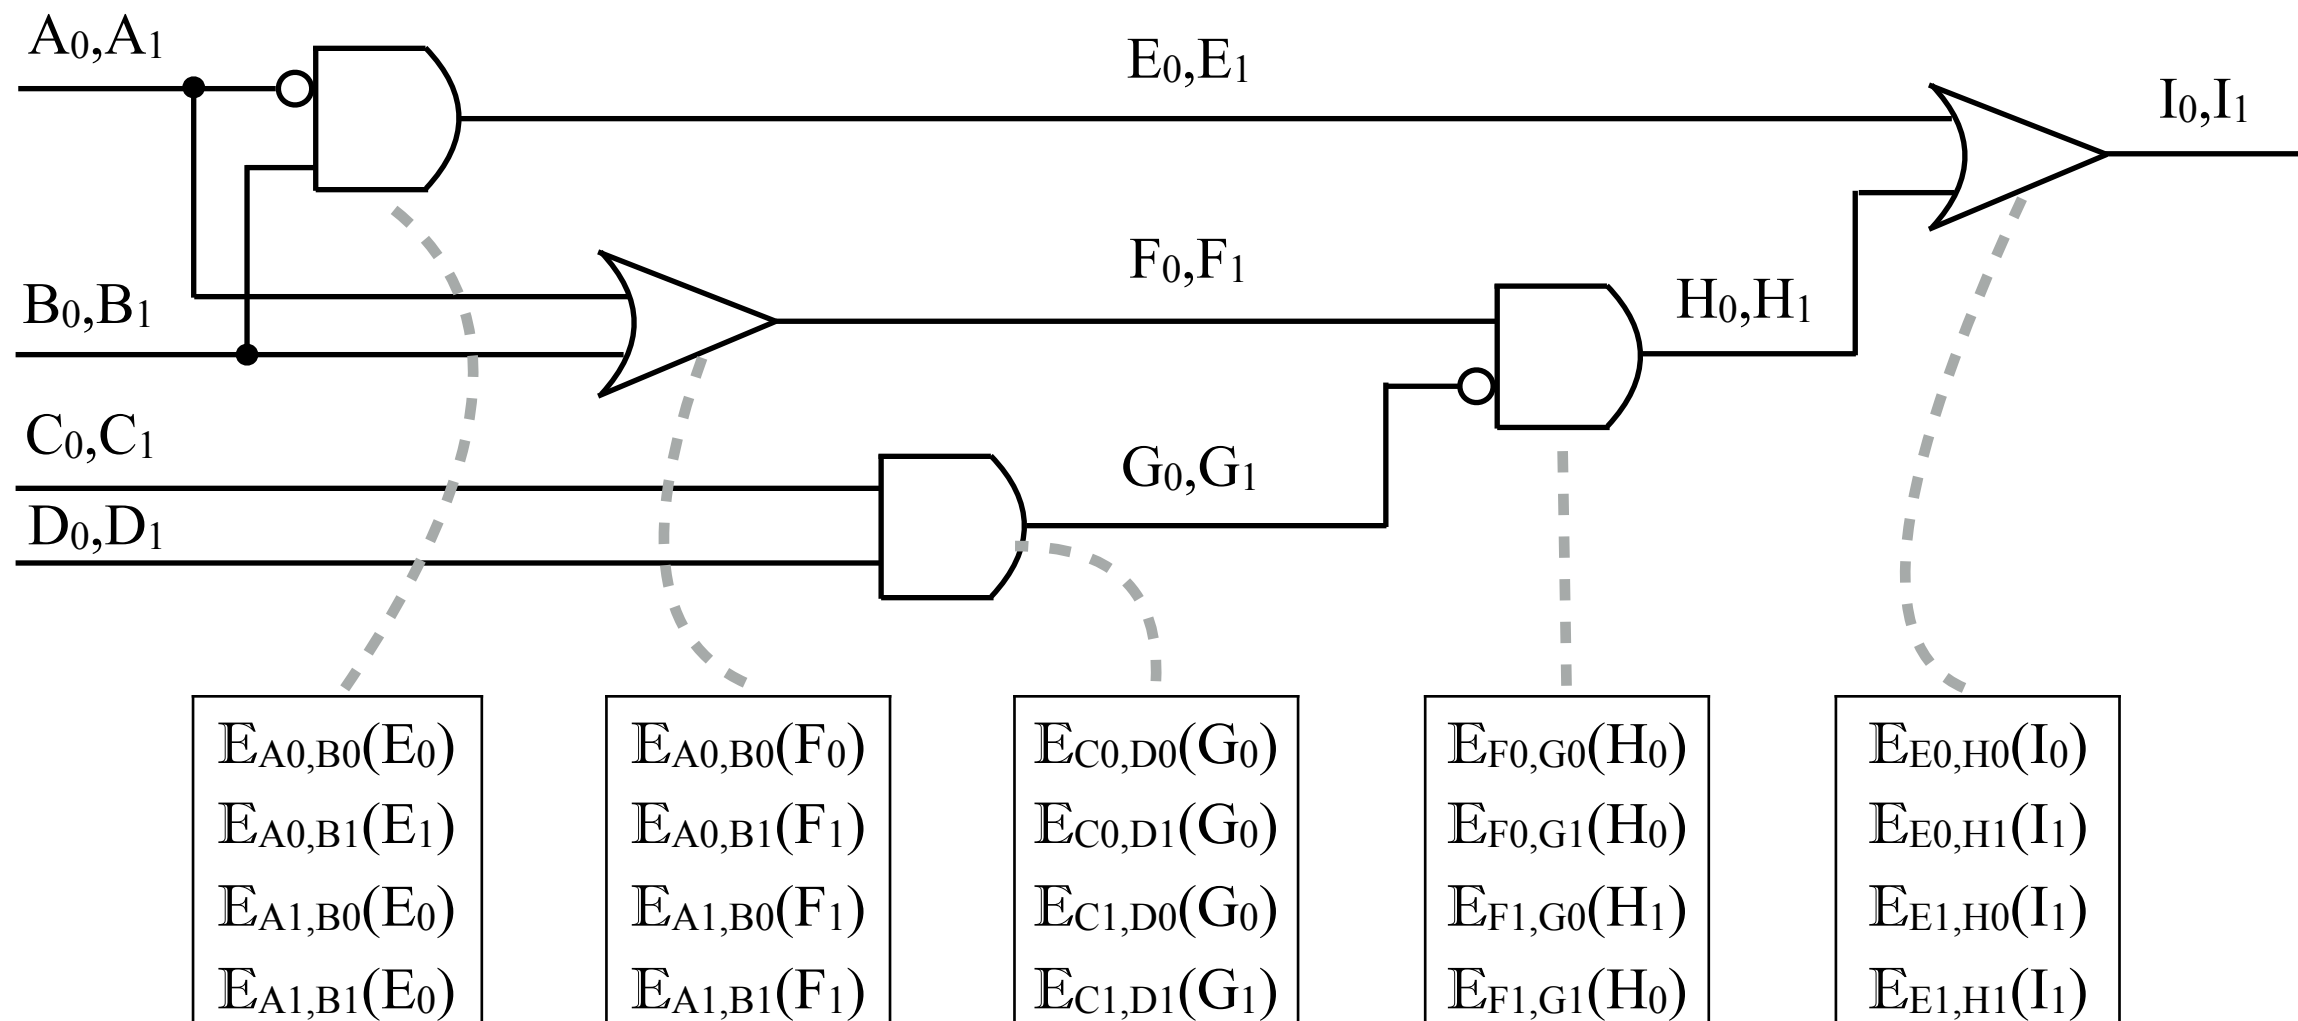 A₀,A₁
E₀,E₁
I₀,I₁
B₀,B₁
F₀,F₁
H₀,H₁
C₀,C₁
G₀,G₁
D₀,D₁
𝔼A0,B0(E₀)
𝔼A0,B1(E₁)
𝔼A1,B0(E₀)
𝔼A1,B1(E₀)
𝔼A0,B0(F₀)
𝔼A0,B1(F₁)
𝔼A1,B0(F₁)
𝔼A1,B1(F₁)
𝔼C0,D0(G₀)
𝔼C0,D1(G₀)
𝔼C1,D0(G₀)
𝔼C1,D1(G₁)
𝔼F0,G0(H₀)
𝔼F0,G1(H₀)
𝔼F1,G0(H₁)
𝔼F1,G1(H₀)
𝔼E0,H0(I₀)
𝔼E0,H1(I₁)
𝔼E1,H0(I₁)
𝔼E1,H1(I₁)